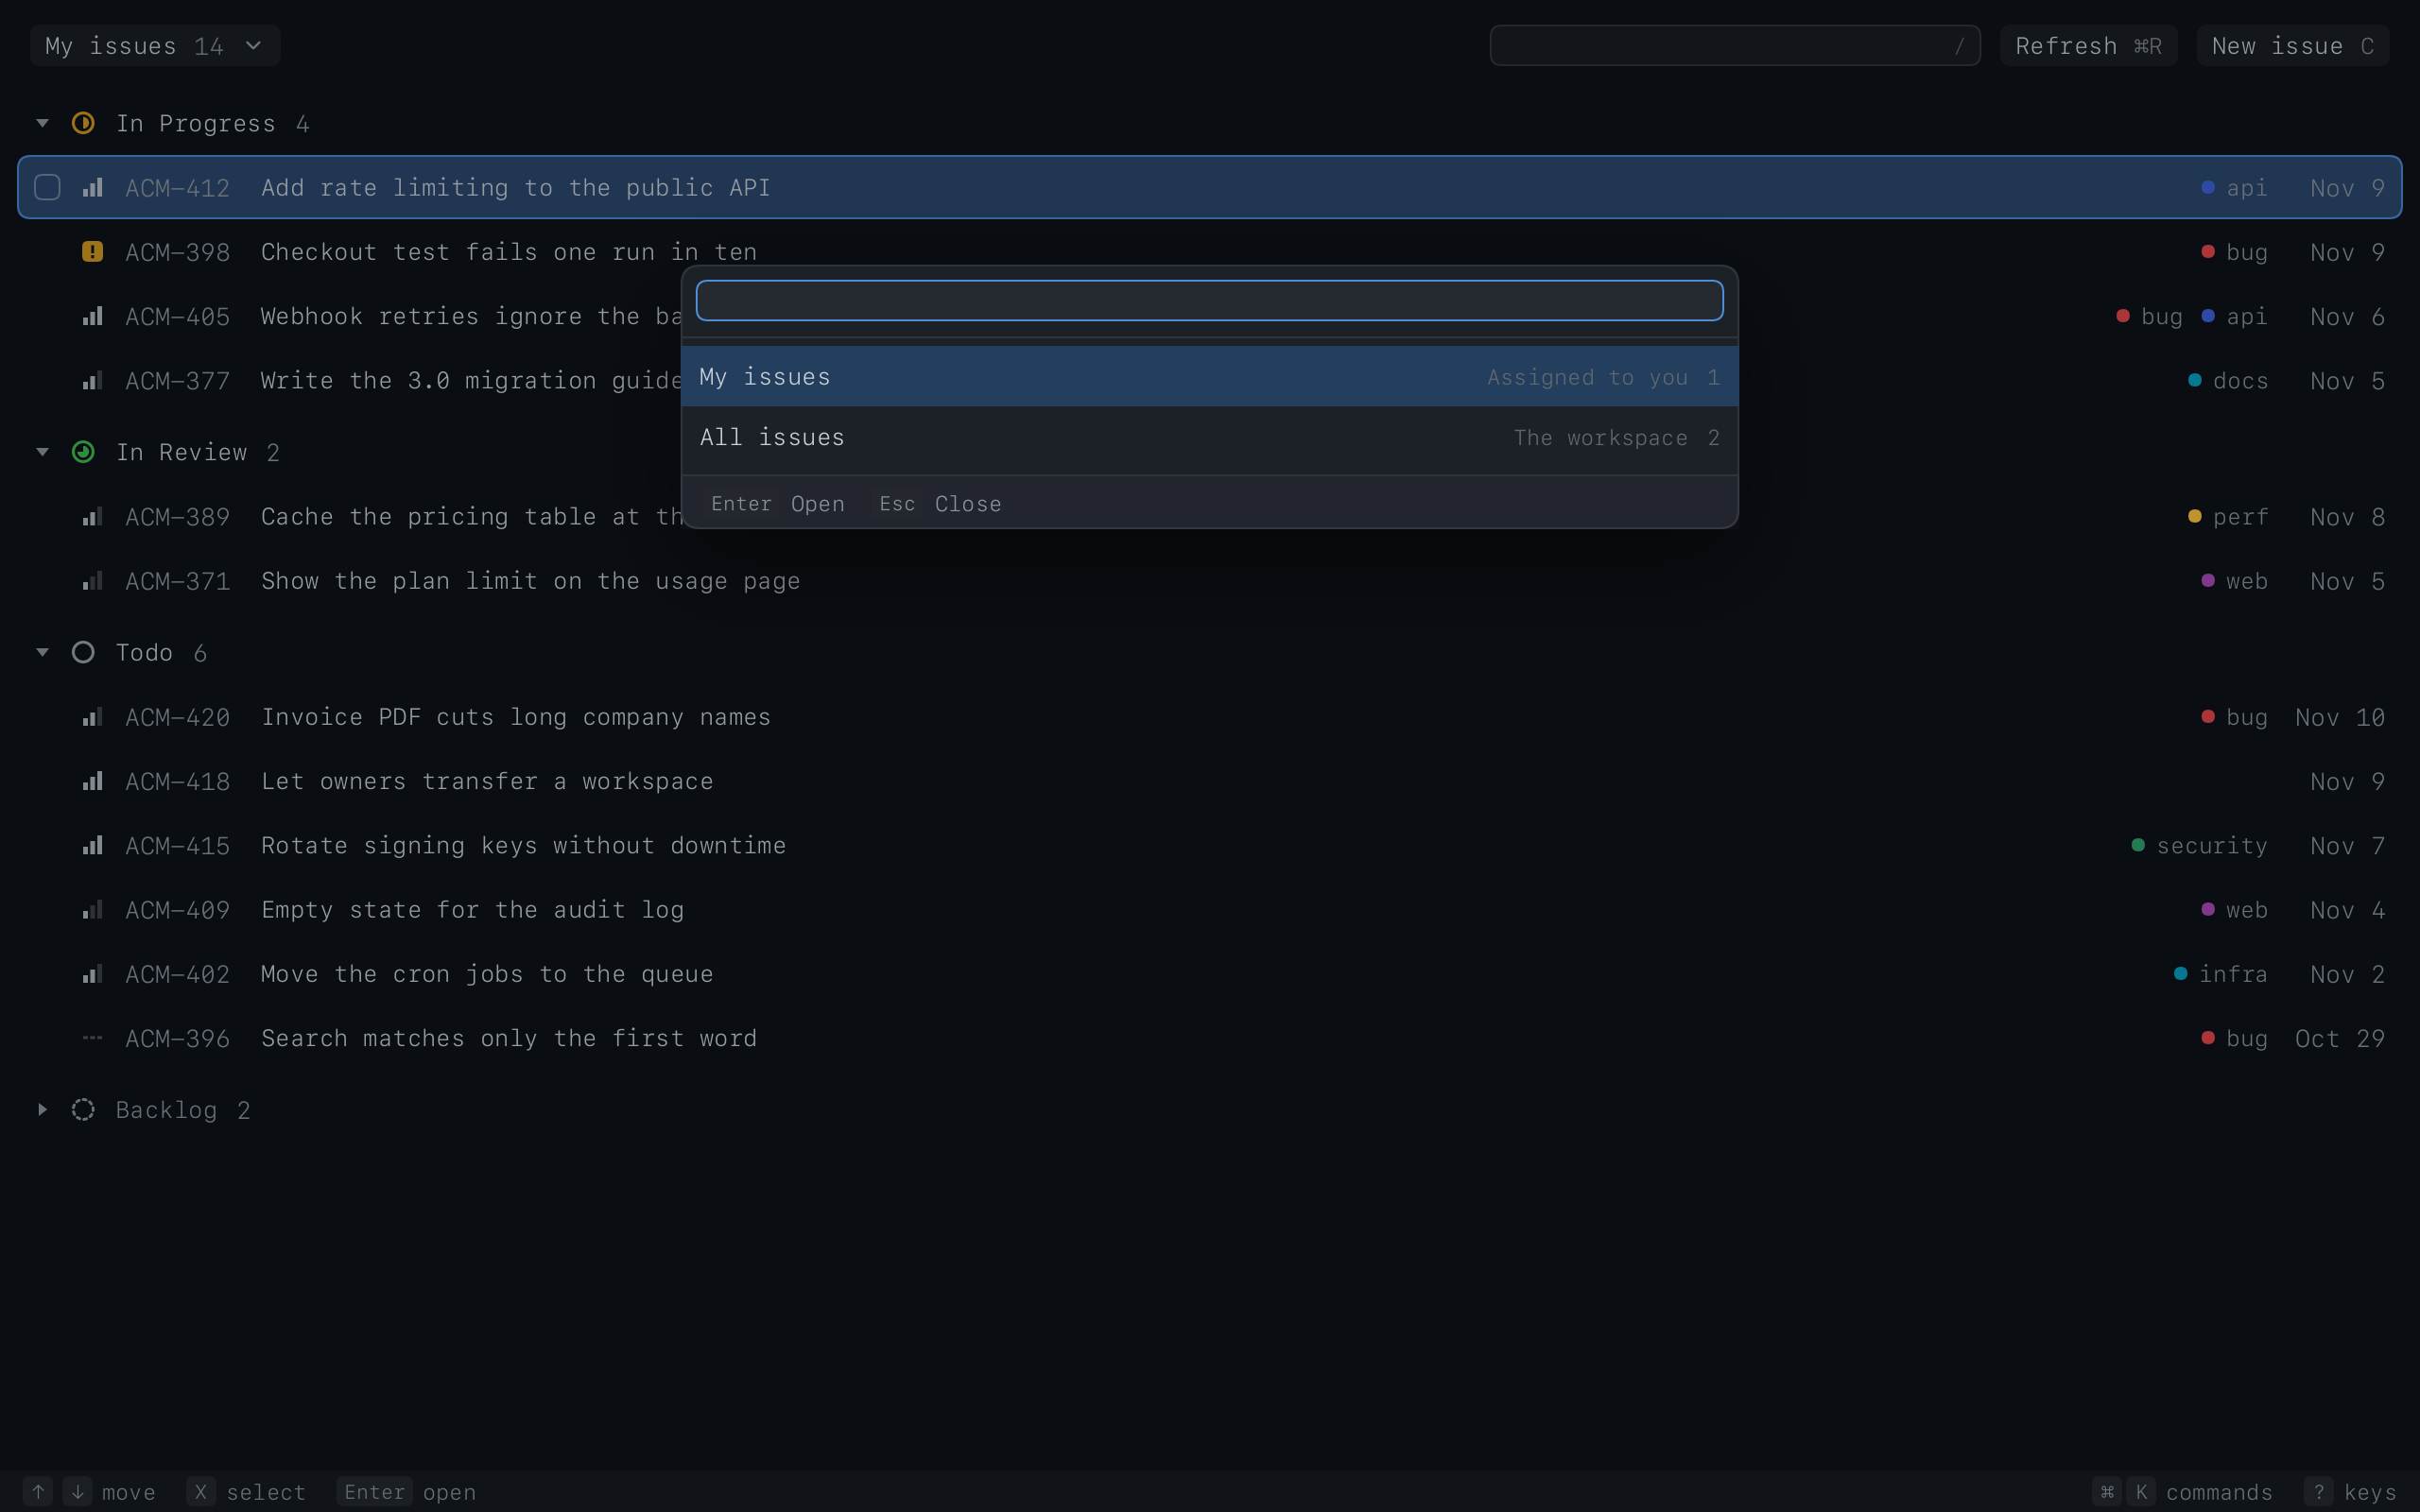 My issues 14 / Refresh ⌘R New issue C
In Progress 4
ACM-412 Add rate limiting to the public API api Nov 9
ACM-398 Checkout test fails one run in ten bug Nov 9
ACM-405 Webhook retries ignore the ba bug api Nov 6
My issues Assigned to you 1
ACM-377 Write the 3.0 migration guide docs Nov 5
All issues The workspace 2
In Review 2
Enter Open Esc Close
ACM-389 Cache the pricing table at th perf Nov 8
ACM-371 Show the plan limit on the usage page web Nov 5
Todo 6
ACM-420 Invoice PDF cuts long company names bug Nov 10
ACM-418 Let owners transfer a workspace Nov 9
ACM-415 Rotate signing keys without downtime security Nov 7
ACM-409 Empty state for the audit log web Nov 4
ACM-402 Move the cron jobs to the queue infra Nov 2
ACM-396 Search matches only the first word bug Oct 29
Backlog 2
↑ ↓ move X select Enter open ⌘ K commands ? keys